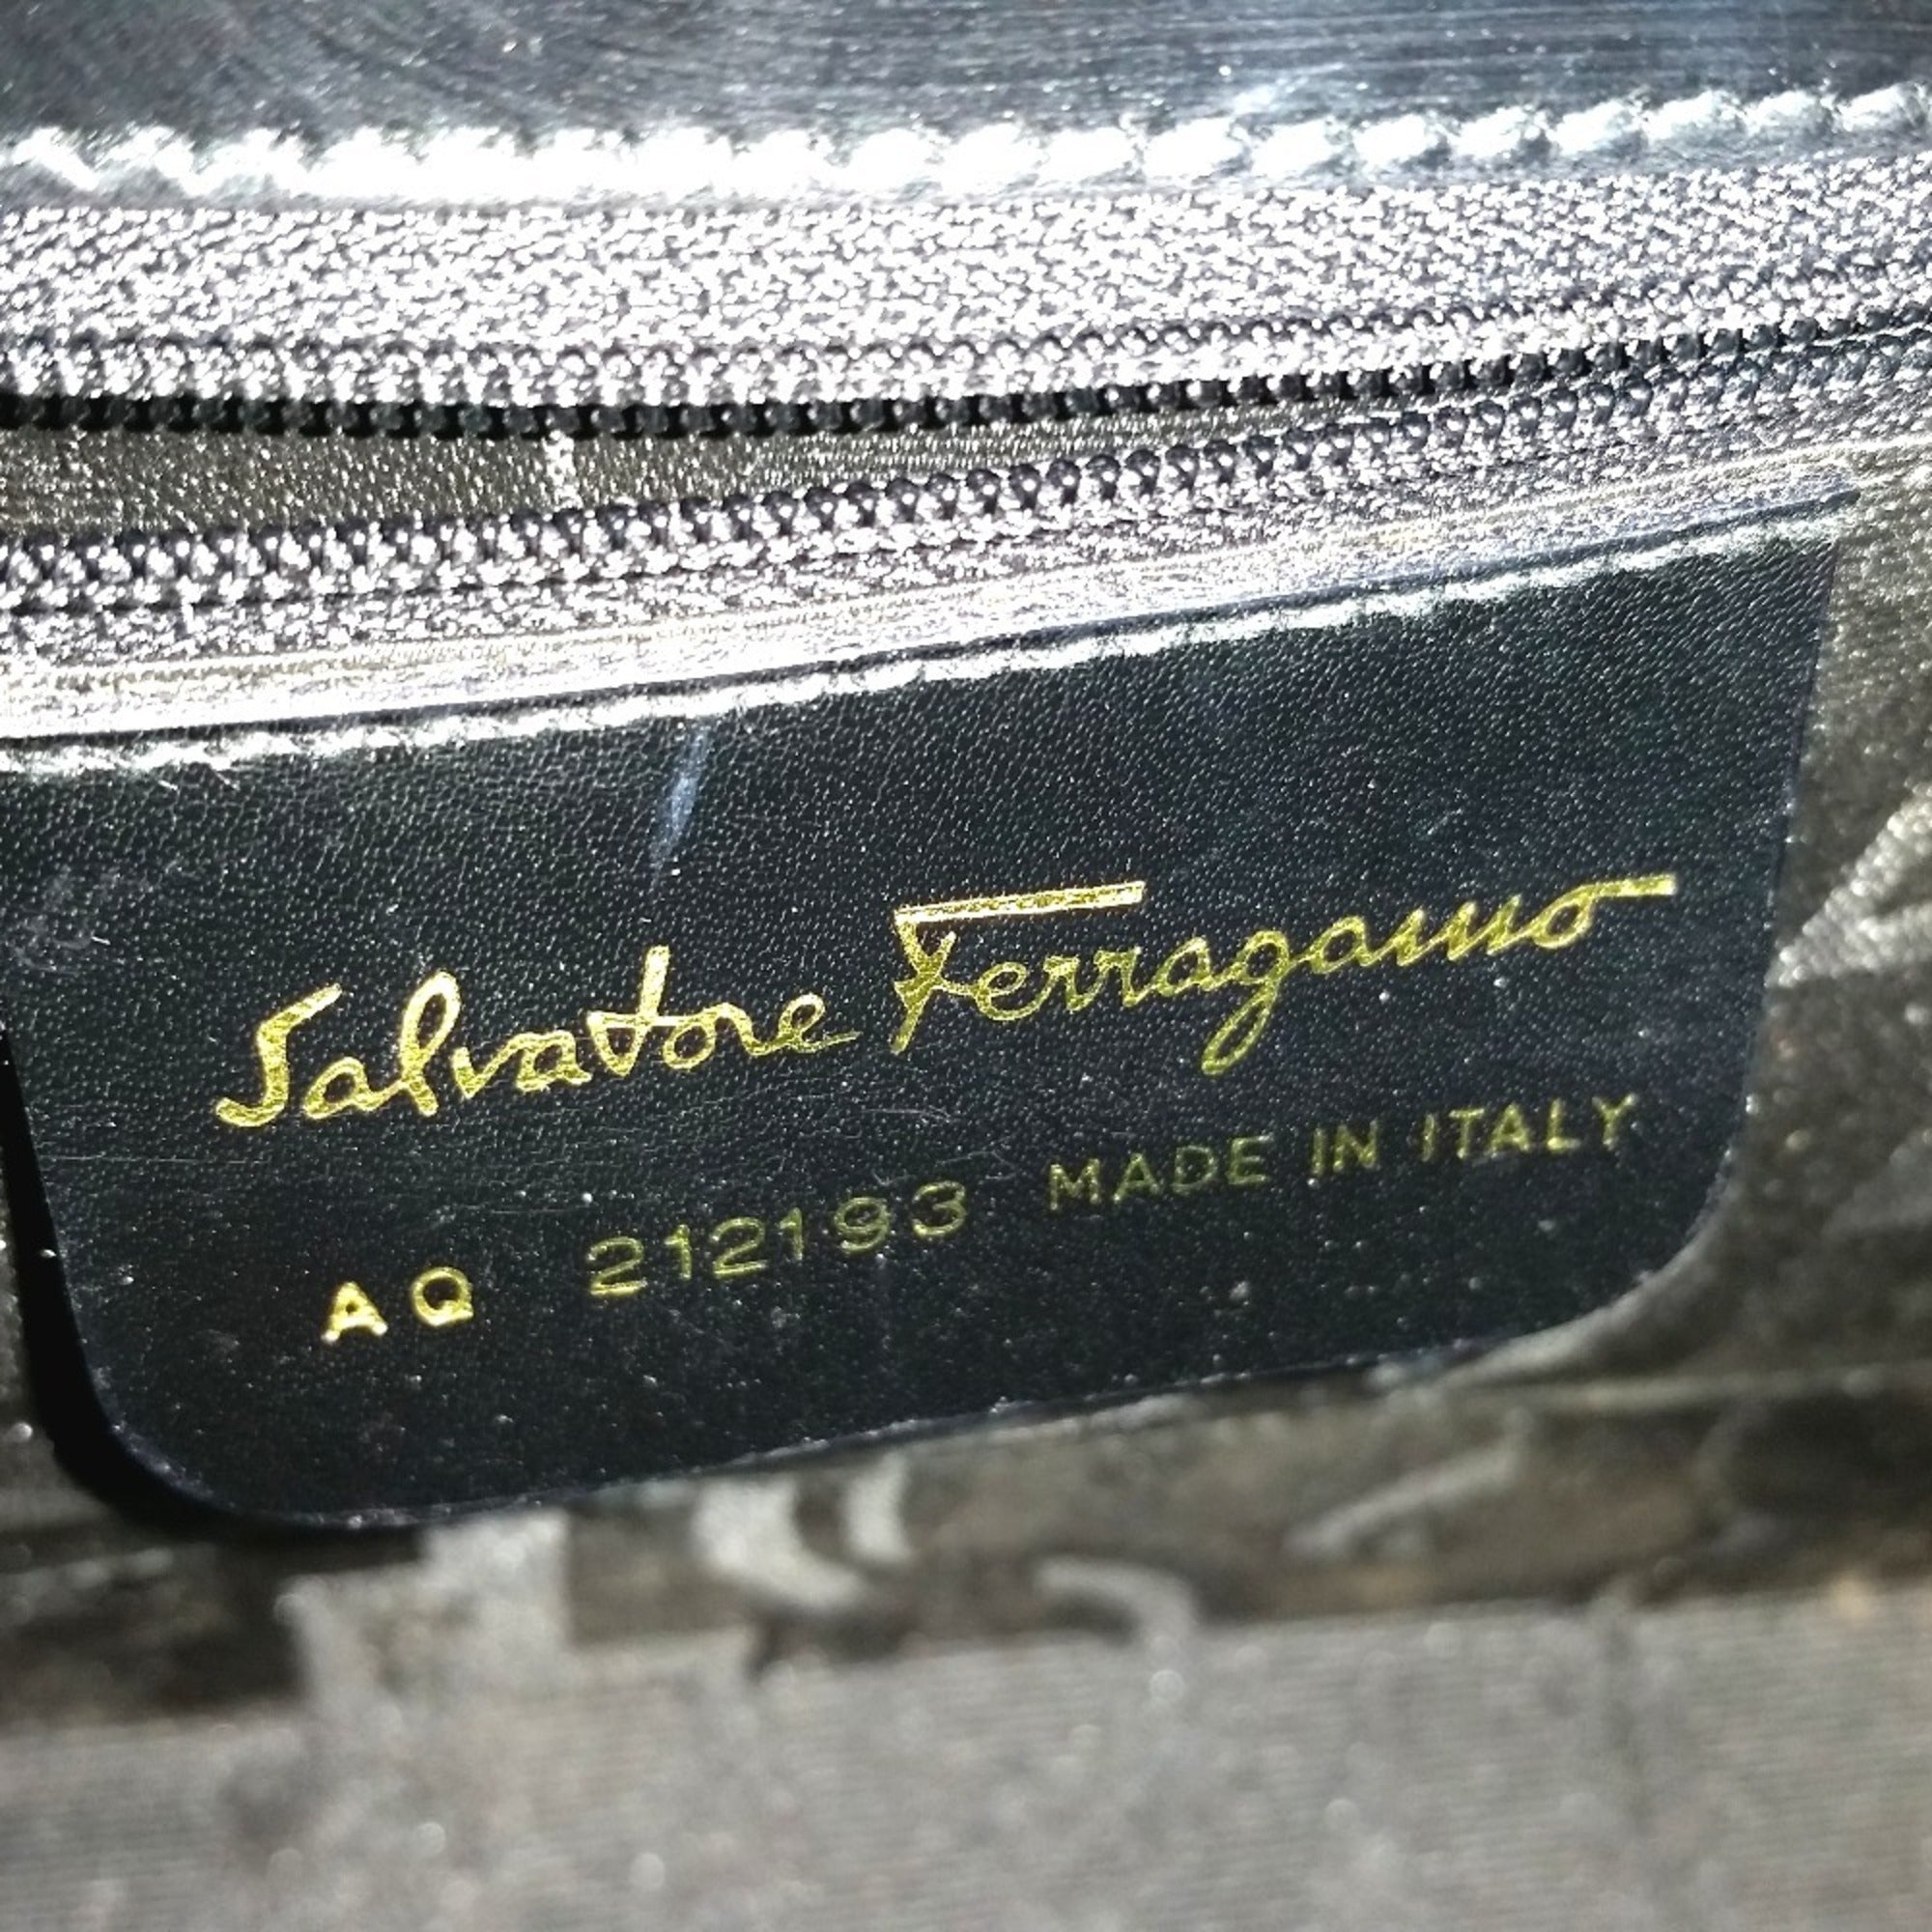 Salvatore Ferragamo
AQ 212193 MADE IN ITALY